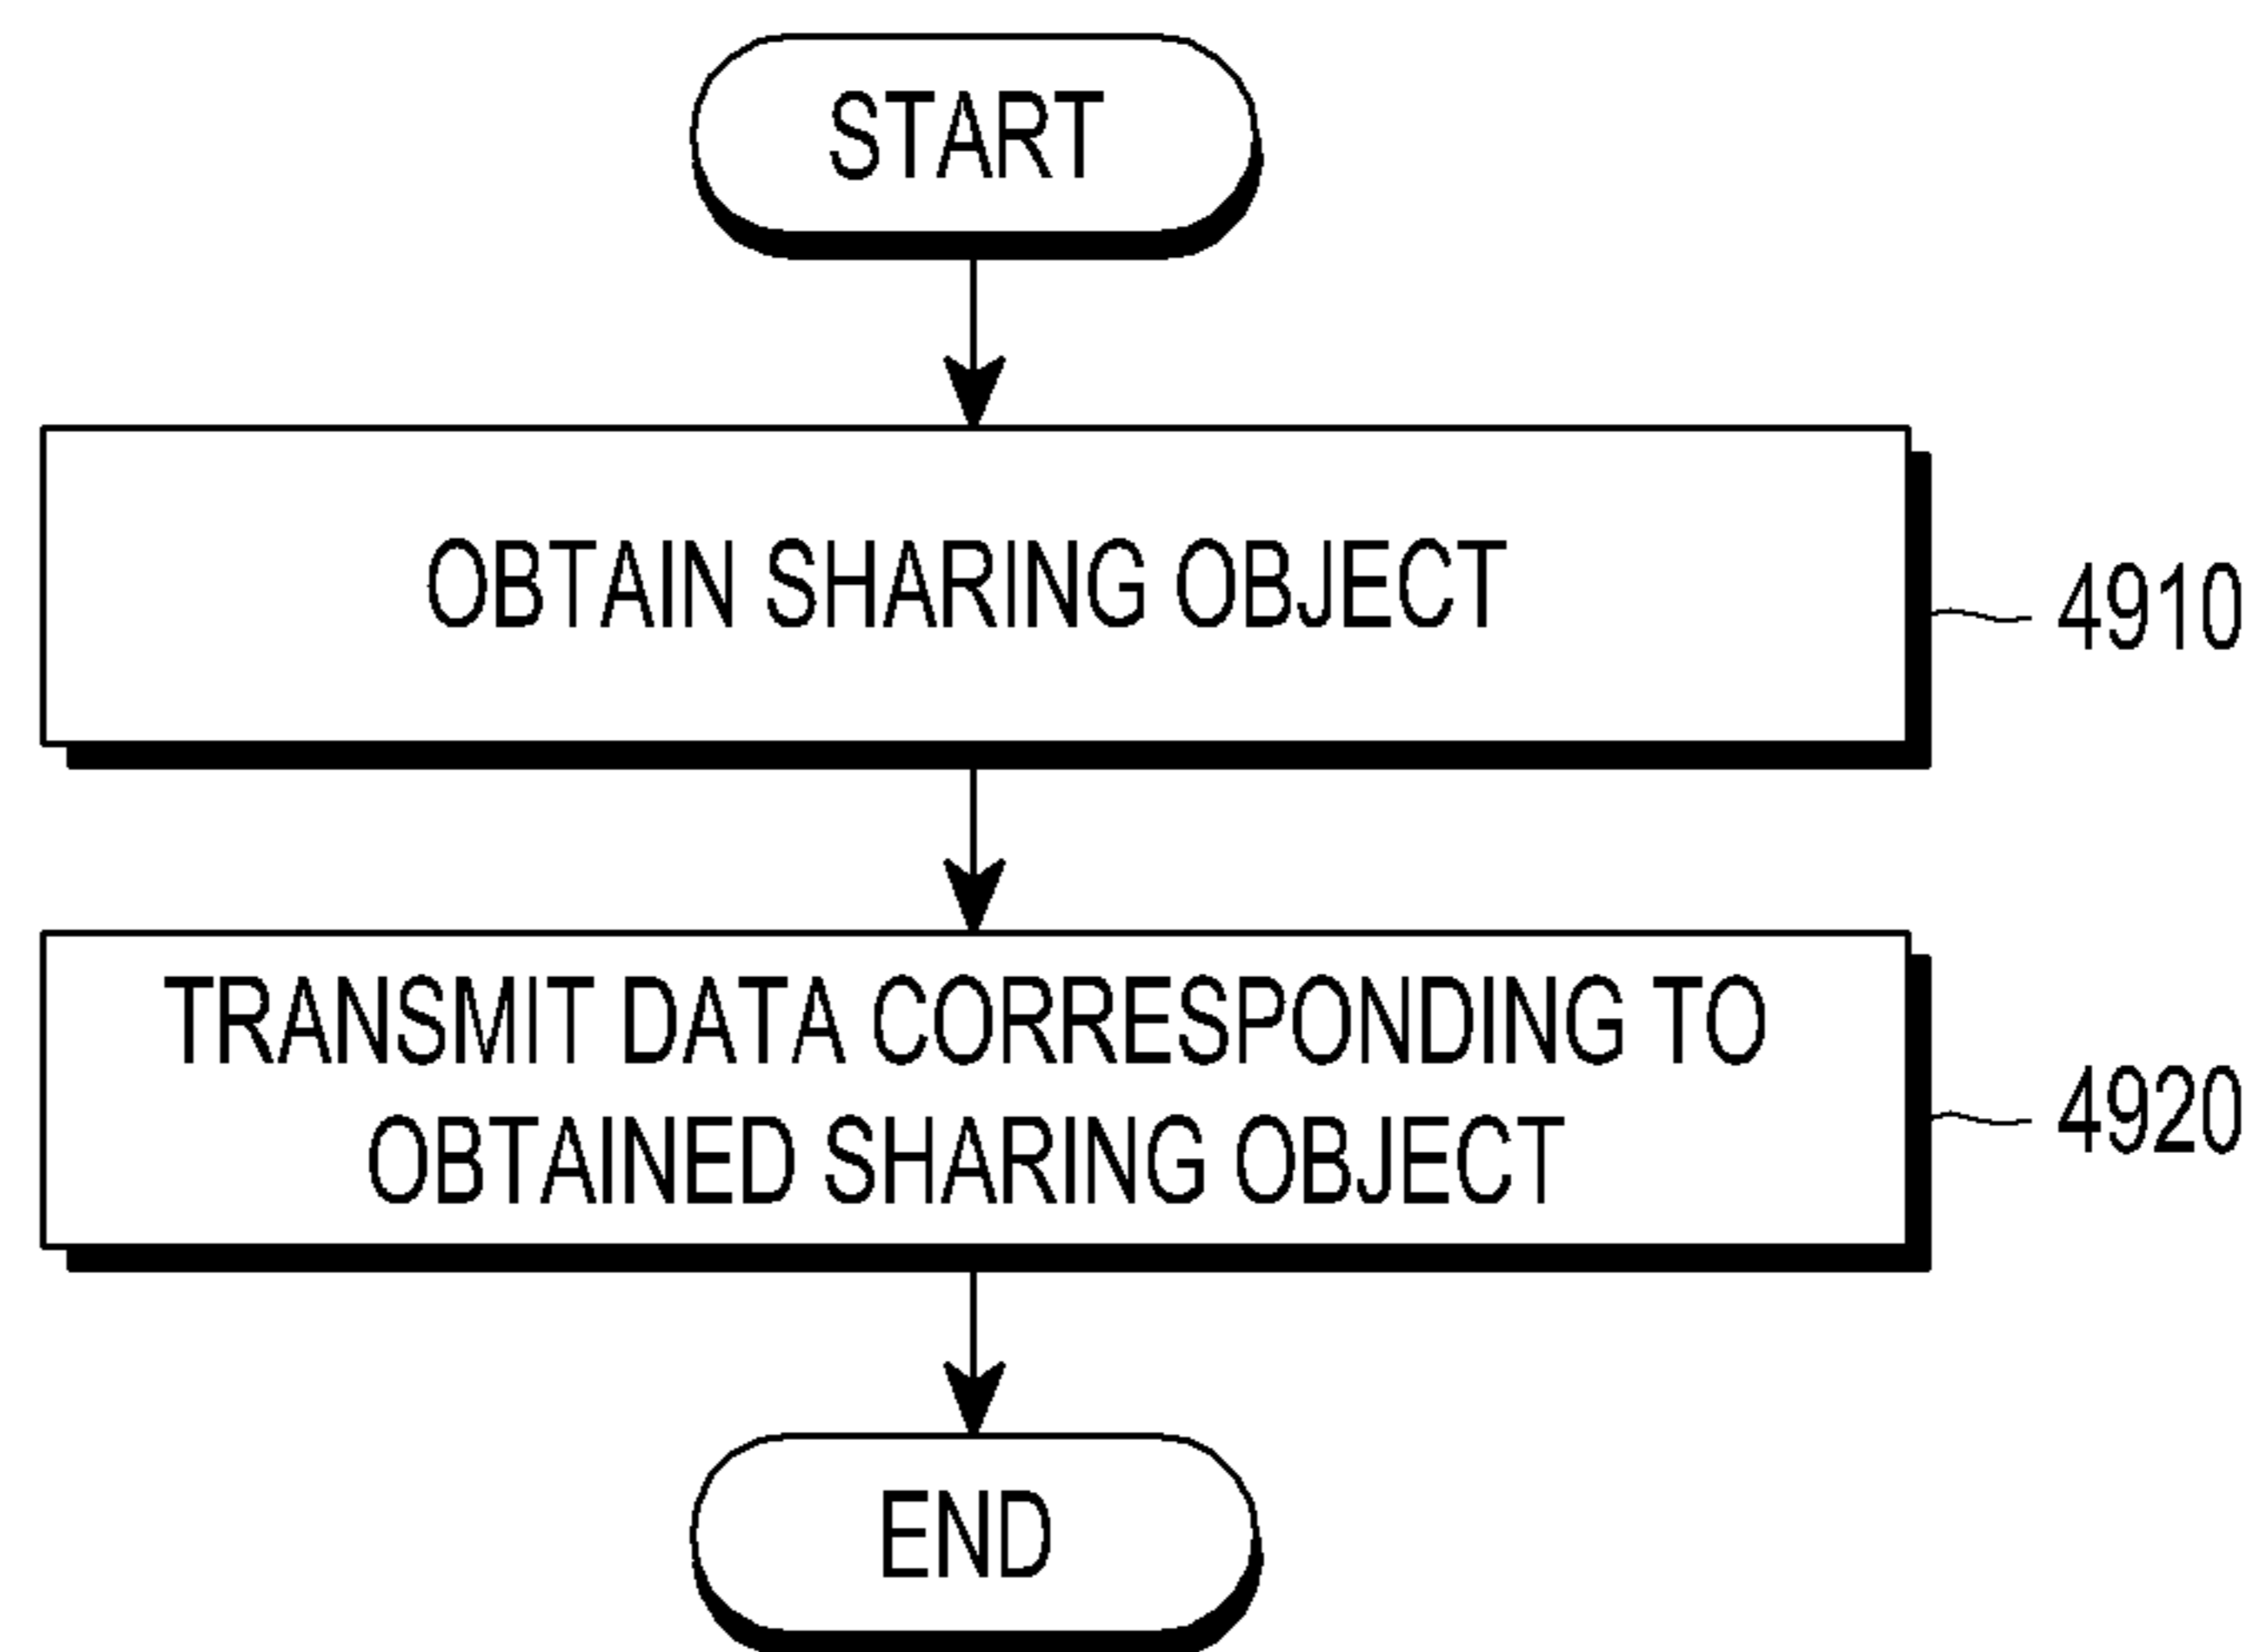 START
OBTAIN SHARING OBJECT
4910
TRANSMIT DATA CORRESPONDING TO
OBTAINED SHARING OBJECT
4920
END